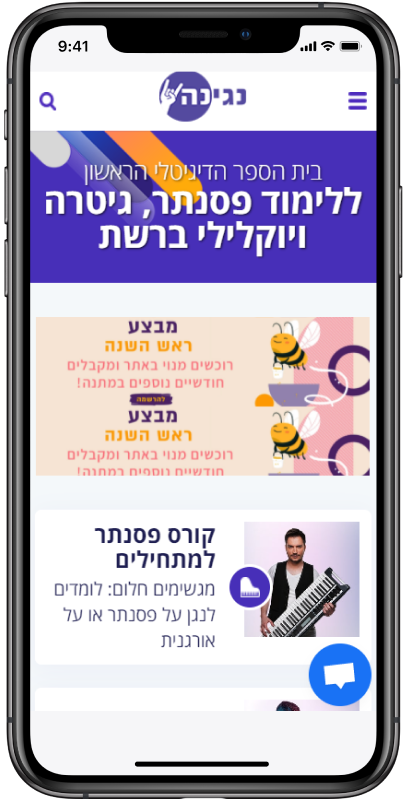 9:41
נגינה
בית הספר הדיגיטלי הראשון
ללימוד פסנתר, גיטרה
ויוקלילי ברשת
מבצע
ראש השנה
רוכשים מנוי באתר ומקבלים
חודשיים נוספים במתנה!
להרשמה
מבצע
ראש השנה
רוכשים מנוי באתר ומקבלים
חודשיים נוספים במתנה!
קורס פסנתר
למתחילים
מגשימים חלום: לומדים
לנגן על פסנתר או על
אורגנית